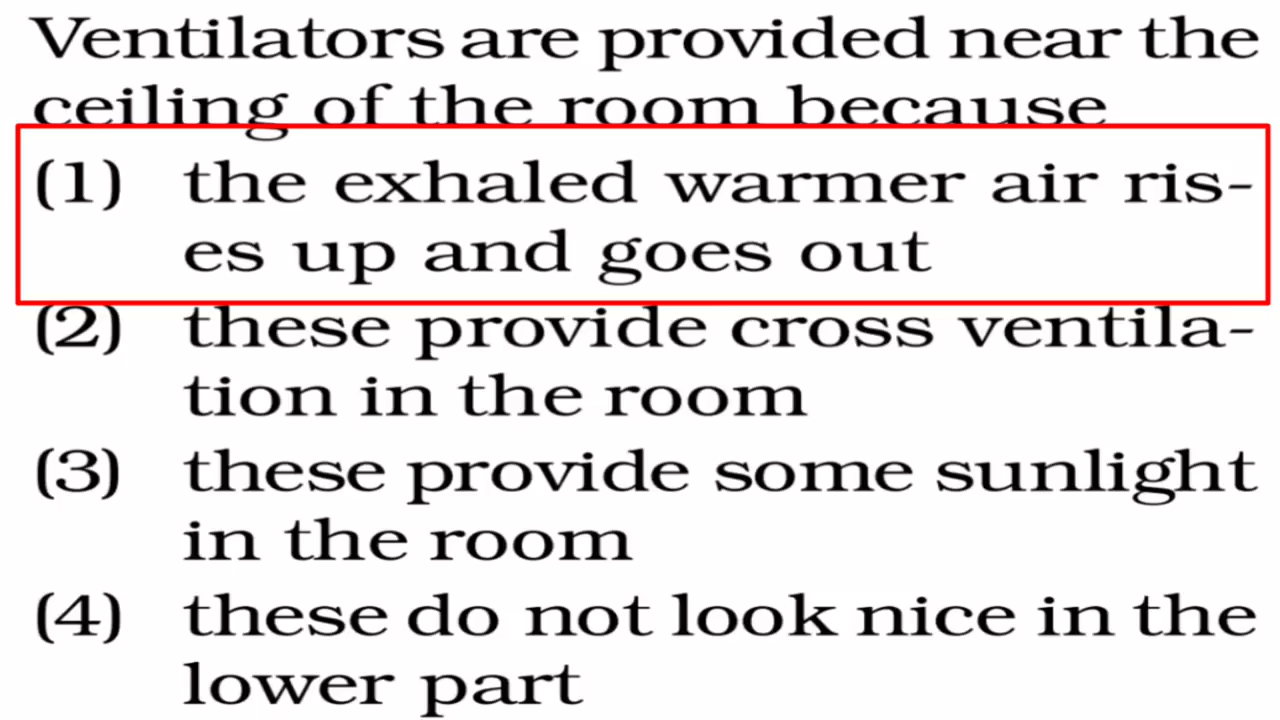 Ventilators are provided near the
ceiling of the room because
(1) the exhaled warmer air ris-
es up and goes out
(2) these provide cross ventila-
tion in the room
(3) these provide some sunlight
in the room
(4) these do not look nice in the
lower part